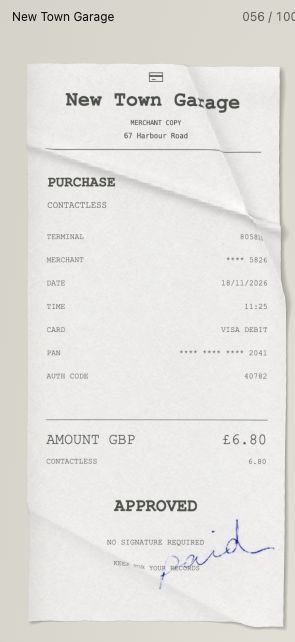 New Town Garage
056 / 100
New Town Garage
MERCHANT COPY
67 Harbour Road
PURCHASE
CONTACTLESS
TERMINAL
MERCHANT **** 5826
DATE 18/11/2026
TIME 11:25
CARD VISA DEBIT
PAN **** **** **** 2041
AUTH CODE 40782
AMOUNT GBP £6.80
CONTACTLESS 6.80
APPROVED
NO SIGNATURE REQUIRED
paid
KEEP YOUR RECORDS